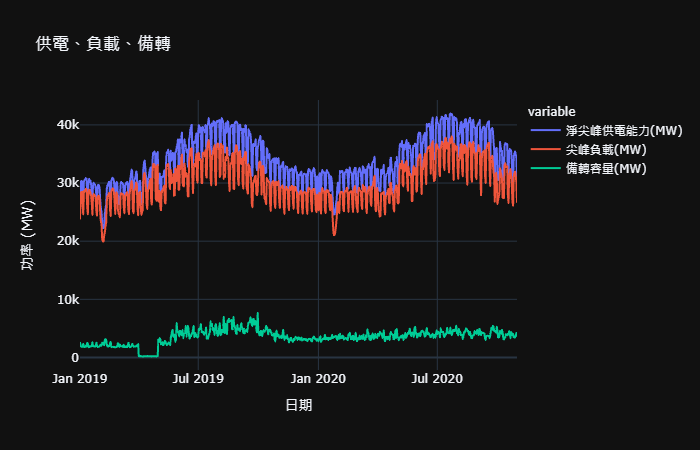 供電、負載、備轉
variable
淨尖峰供電能力(MW)
尖峰負載(MW)
備轉容量(MW)
功率 (MW)
40k
30k
20k
10k
0
Jan 2019
Jul 2019
Jan 2020
Jul 2020
日期